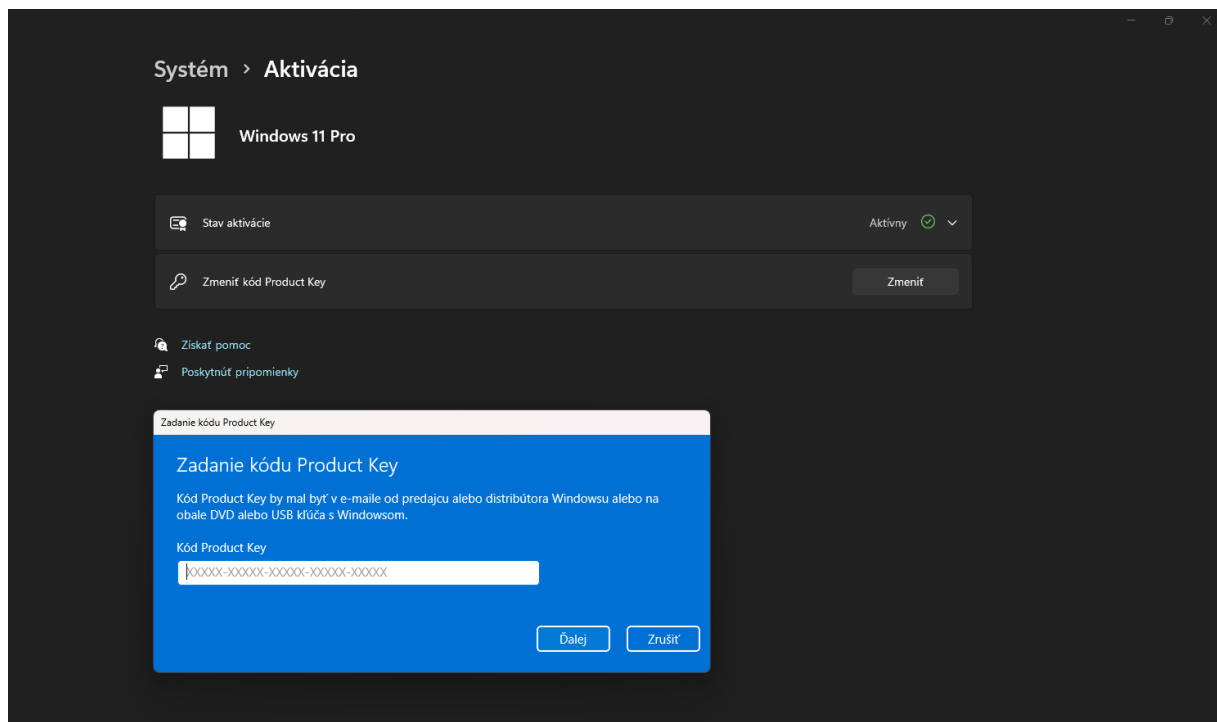 Systém > Aktivácia
Windows 11 Pro
Stav aktivácie Aktívny
Zmeniť kód Product Key Zmeniť
Získať pomoc
Poskytnúť pripomienky
Zadanie kódu Product Key
Zadanie kódu Product Key
Kód Product Key by mal byť v e-maile od predajcu alebo distribútora Windowsu alebo na
obale DVD alebo USB kľúča s Windowsom.
Kód Product Key
XXXXX-XXXXX-XXXXX-XXXXX-XXXXX
Ďalej Zrušiť